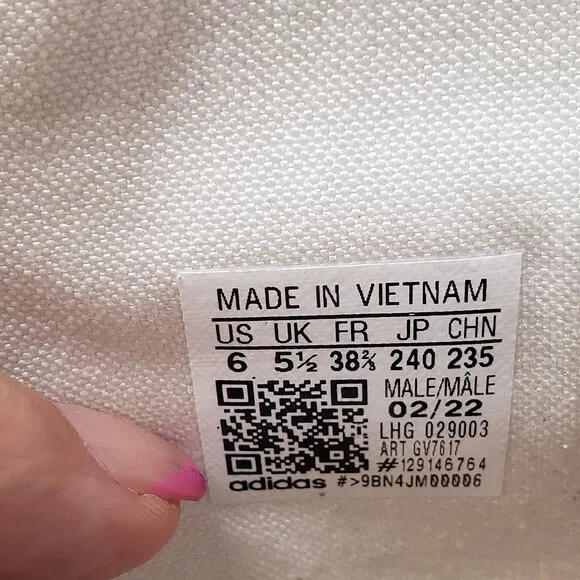 MADE IN VIETNAM
US UK FR JP CHN
6 5½ 38⅔ 240 235
MALE/MÂLE
02/22
LHG 029003
ART GV7617
#129146764
adidas #>9BN4JM00006